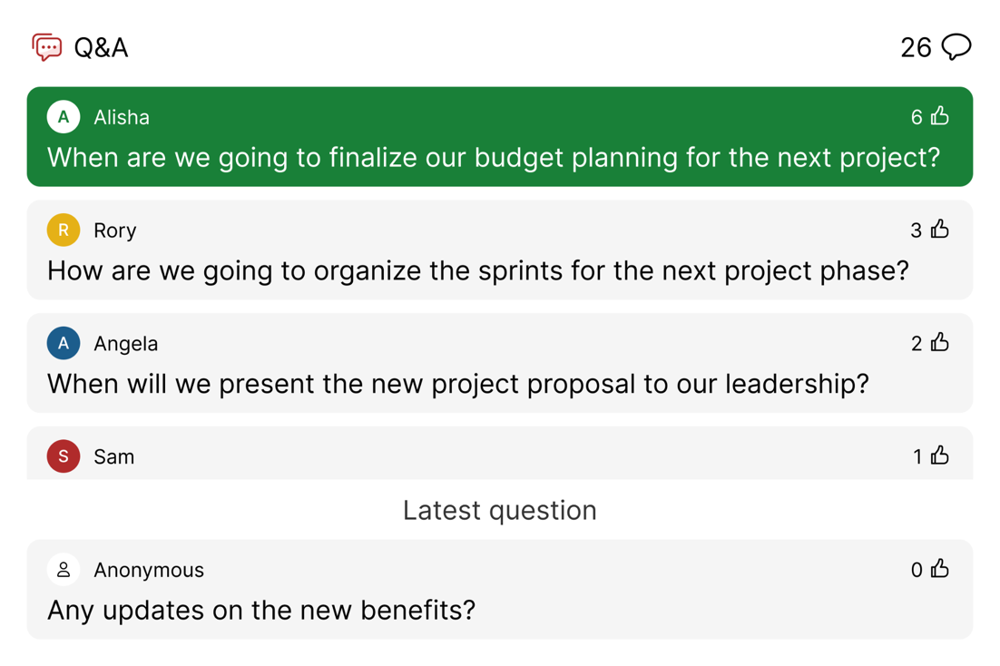 Q&A
26
A Alisha 6
When are we going to finalize our budget planning for the next project?
R Rory 3
How are we going to organize the sprints for the next project phase?
A Angela 2
When will we present the new project proposal to our leadership?
S Sam 1
Latest question
Anonymous 0
Any updates on the new benefits?